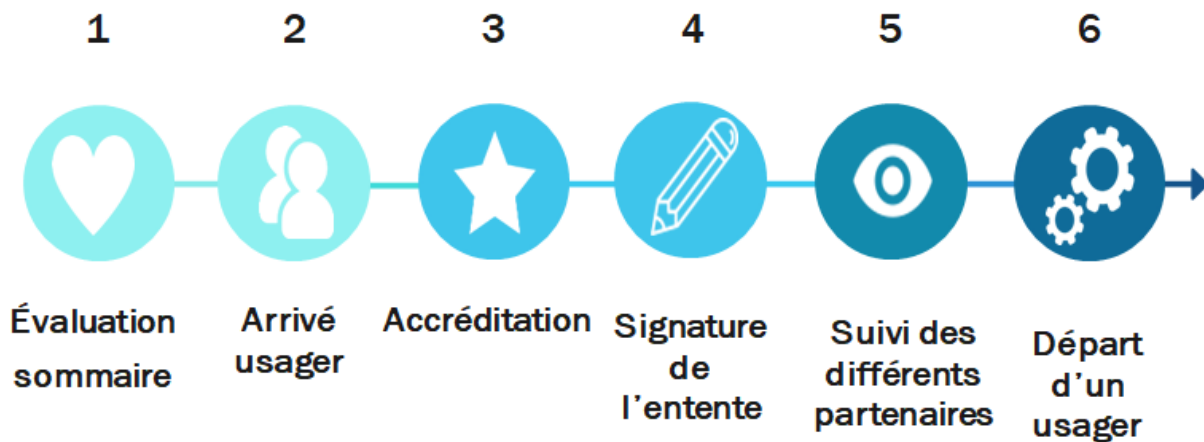 1
2
3
4
5
6
Évaluation
sommaire
Arrivé
usager
Accréditation
Signature
de
l'entente
Suivi des
différents
partenaires
Départ
d'un
usager